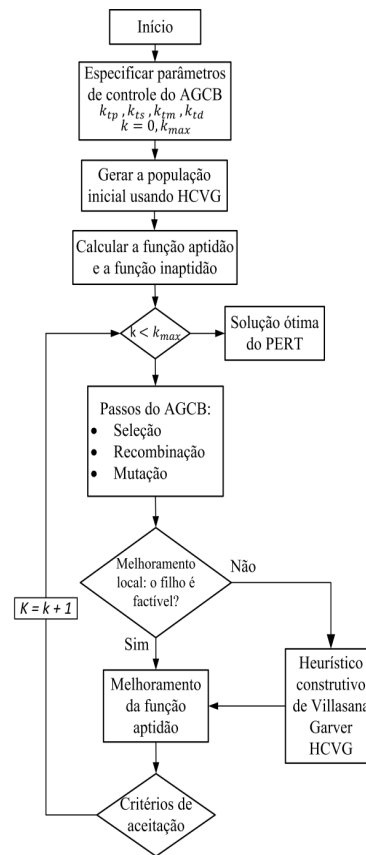 Início
Especificar parâmetros
de controle do AGCB
k_tp, k_ts, k_tm, k_td
k = 0, k_max
Gerar a população
inicial usando HCVG
Calcular a função aptidão
e a função inaptidão
k < k_max
Solução ótima
do PERT
Passos do AGCB:
• Seleção
• Recombinação
• Mutação
Melhoramento
local: o filho é
factível?
Não
Sim
K = k + 1
Heurístico
construtivo
de Villasana
Garver
HCVG
Melhoramento
da função
aptidão
Critérios de
aceitação